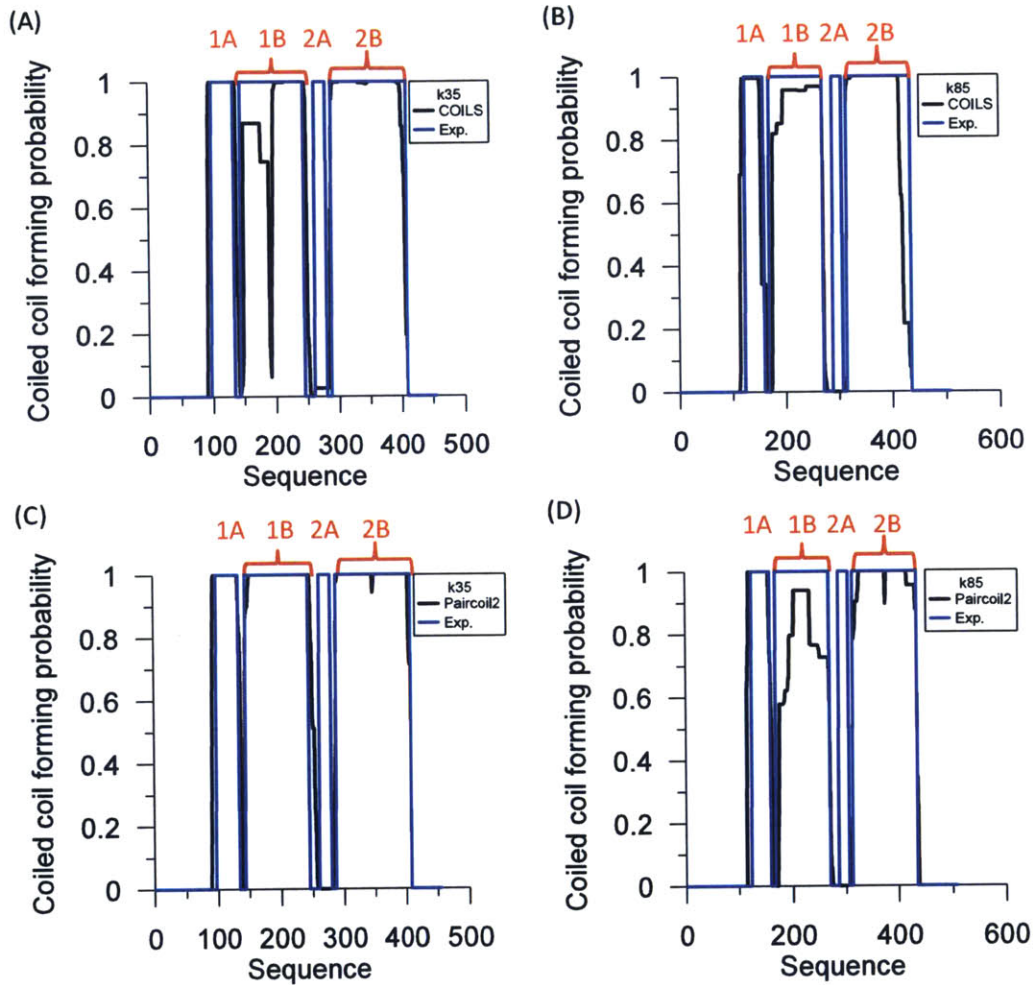 (A)
1A 1B 2A 2B
Coiled coil forming probability
1
0.8
0.6
0.4
0.2
0
k35
COILS
Exp.
0 100 200 300 400 500
Sequence
(B)
1A 1B 2A 2B
Coiled coil forming probability
1
0.8
0.6
0.4
0.2
0
k85
COILS
Exp.
0 200 400 600
Sequence
(C)
1A 1B 2A 2B
Coiled coil forming probability
1
0.8
0.6
0.4
0.2
0
k35
Paircoil2
Exp.
0 100 200 300 400 500
Sequence
(D)
1A 1B 2A 2B
Coiled coil forming probability
1
0.8
0.6
0.4
0.2
0
k85
Paircoil2
Exp.
0 200 400 600
Sequence